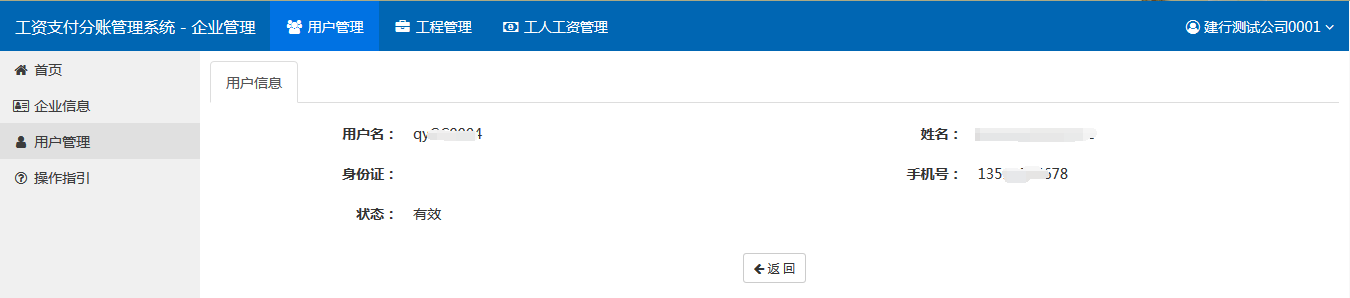 工资支付分账管理系统 - 企业管理 用户管理 工程管理 工人工资管理 建行测试公司0001
首页
企业信息
用户管理
操作指引
用户信息
用户名：
姓名：
身份证：
手机号：
状态： 有效
返 回